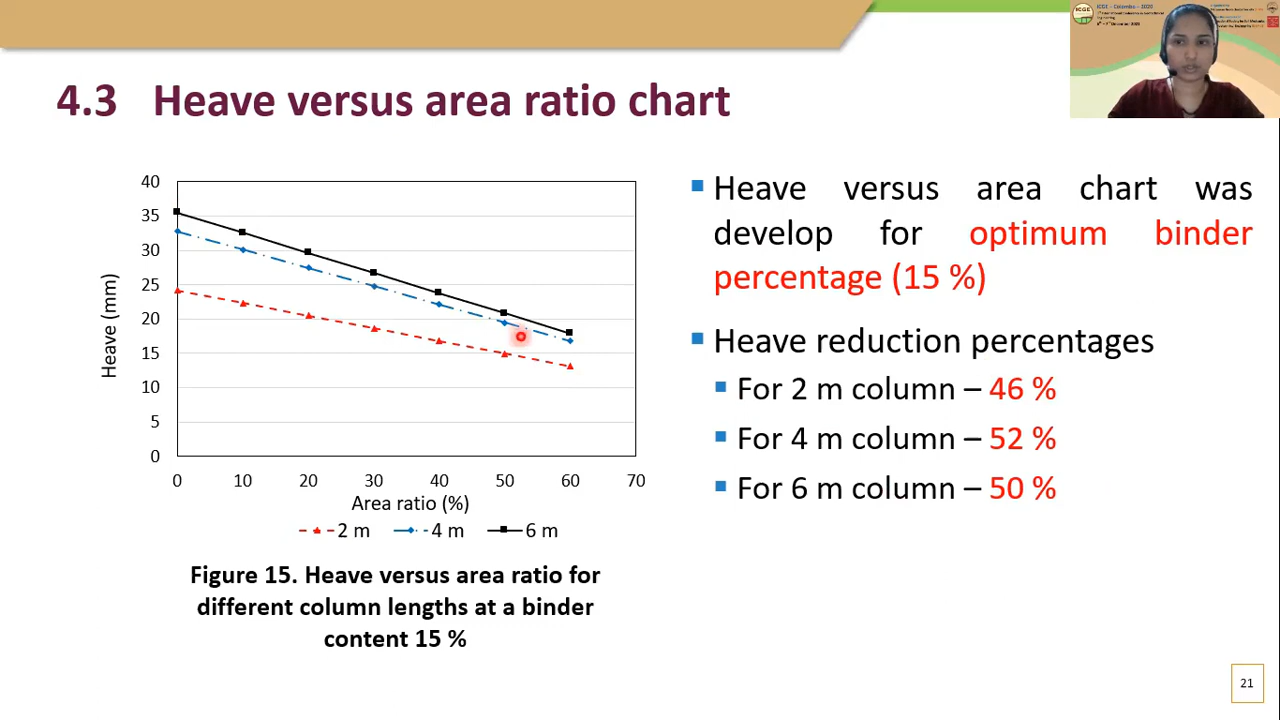 ICGE - Colombo - 2020
4.3 Heave versus area ratio chart
40
35
30
25
20
15
10
5
0
Heave (mm)
0 10 20 30 40 50 60 70
Area ratio (%)
2 m 4 m 6 m
Figure 15. Heave versus area ratio for
different column lengths at a binder
content 15 %
Heave versus area chart was
develop for optimum binder
percentage (15 %)
Heave reduction percentages
For 2 m column – 46 %
For 4 m column – 52 %
For 6 m column – 50 %
21